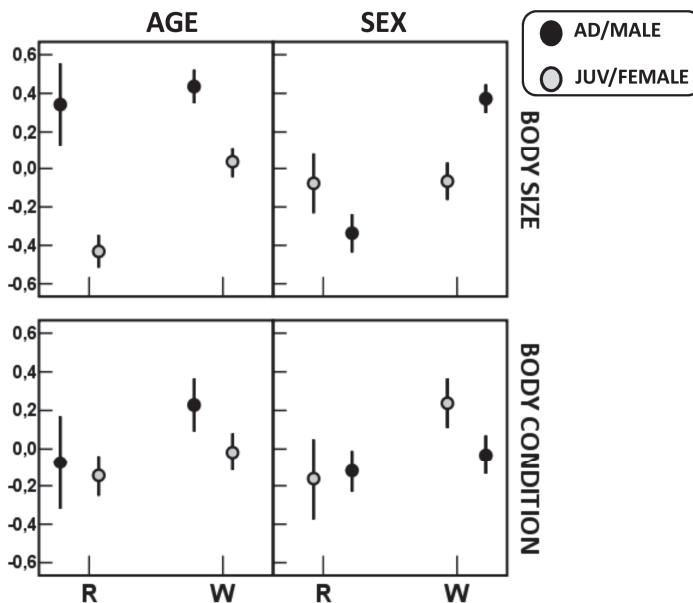 AGE SEX
AD/MALE
JUV/FEMALE
0,6
0,4
0,2
0.0
-0,2
-0,4
-0,6
BODY SIZE
0,6
0,4
0,2
0.0
-0,2
-0,4
-0,6
BODY CONDITION
R W R W